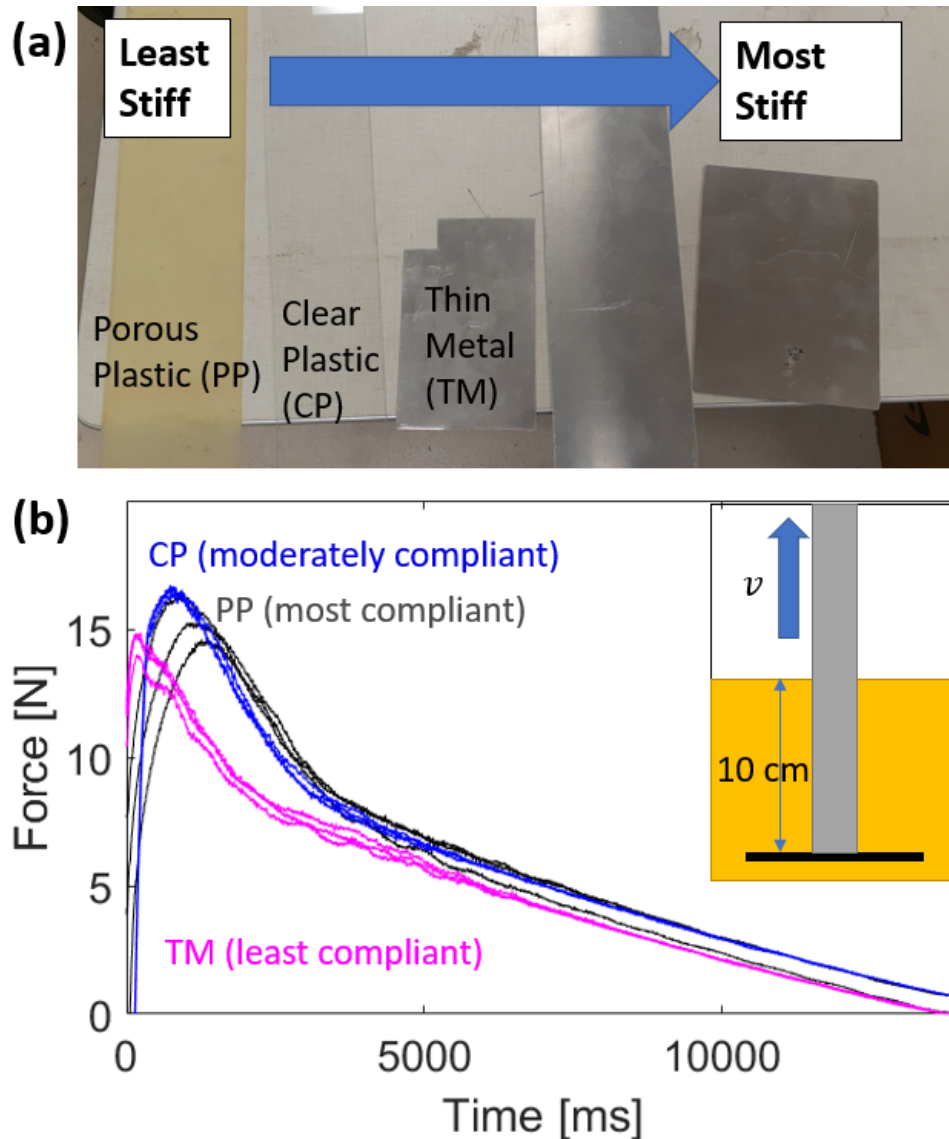 (a)
Least
Stiff
Most
Stiff
Porous
Plastic (PP)
Clear
Plastic
(CP)
Thin
Metal
(TM)
(b)
CP (moderately compliant)
PP (most compliant)
TM (least compliant)
v
10 cm
15
10
5
0
Force [N]
0
5000
10000
Time [ms]